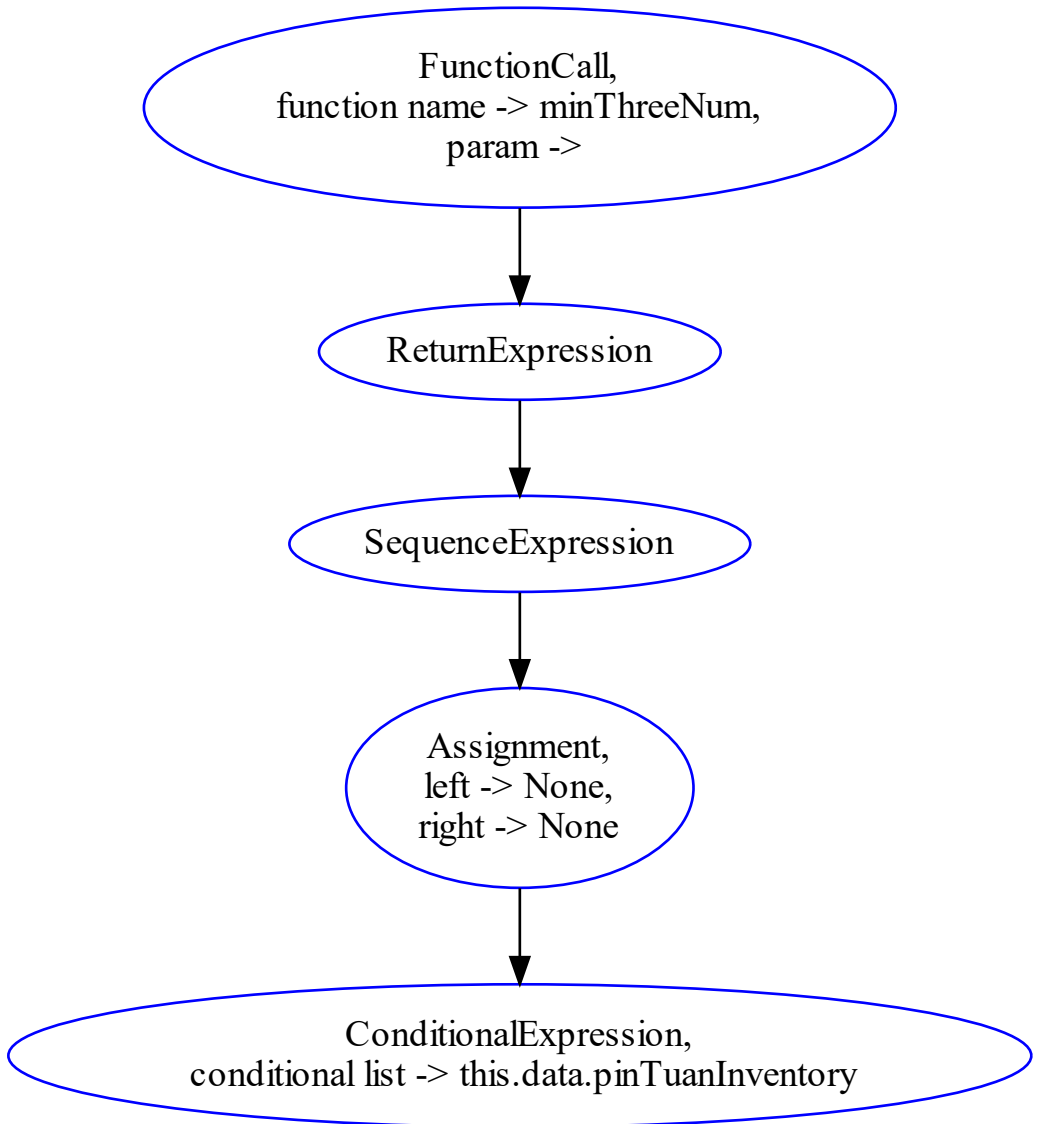 FunctionCall,
function name -> minThreeNum,
param ->
ReturnExpression
SequenceExpression
Assignment,
left -> None,
right -> None
ConditionalExpression,
conditional list -> this.data.pinTuanInventory